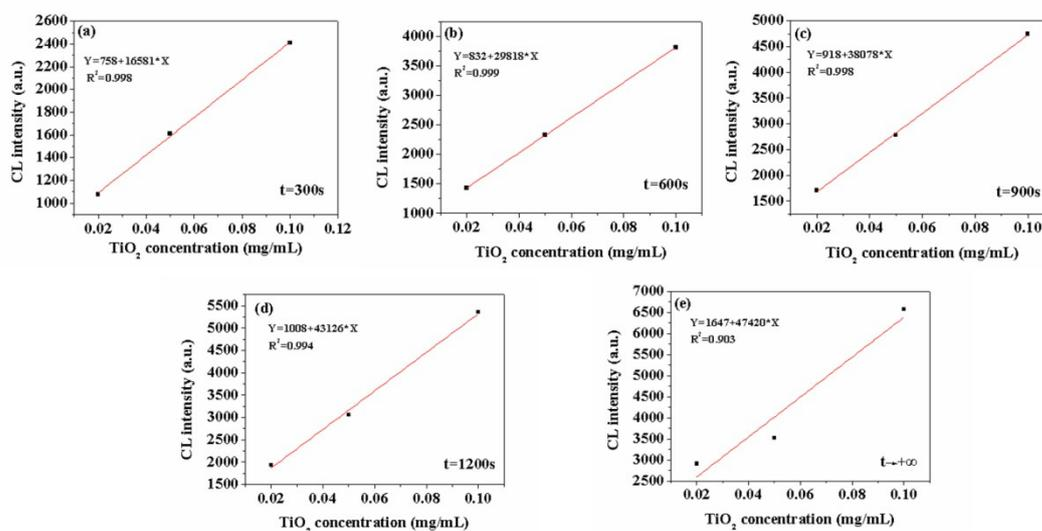 (a)
Y=758+16581*X
R²=0.998
t=300s
CL intensity (a.u.)
2600
2400
2200
2000
1800
1600
1400
1200
1000
0.02 0.04 0.06 0.08 0.10 0.12
TiO₂ concentration (mg/mL)
(b)
Y=832+29818*X
R²=0.999
t=600s
CL intensity (a.u.)
4500
4000
3500
3000
2500
2000
1500
1000
0.02 0.04 0.06 0.08 0.10
TiO₂ concentration (mg/mL)
(c)
Y=918+38078*X
R²=0.998
t=900s
CL intensity (a.u.)
5000
4500
4000
3500
3000
2500
2000
1500
0.02 0.04 0.06 0.08 0.10
TiO₂ concentration (mg/mL)
(d)
Y=1008+43126*X
R²=0.994
t=1200s
CL intensity (a.u.)
5500
5000
4500
4000
3500
3000
2500
2000
1500
0.02 0.04 0.06 0.08 0.10
TiO₂ concentration (mg/mL)
(e)
Y=1647+47420*X
R²=0.903
t→+∞
CL intensity (a.u.)
7000
6500
6000
5500
5000
4500
4000
3500
3000
2500
0.02 0.04 0.06 0.08 0.10
TiO₂ concentration (mg/mL)